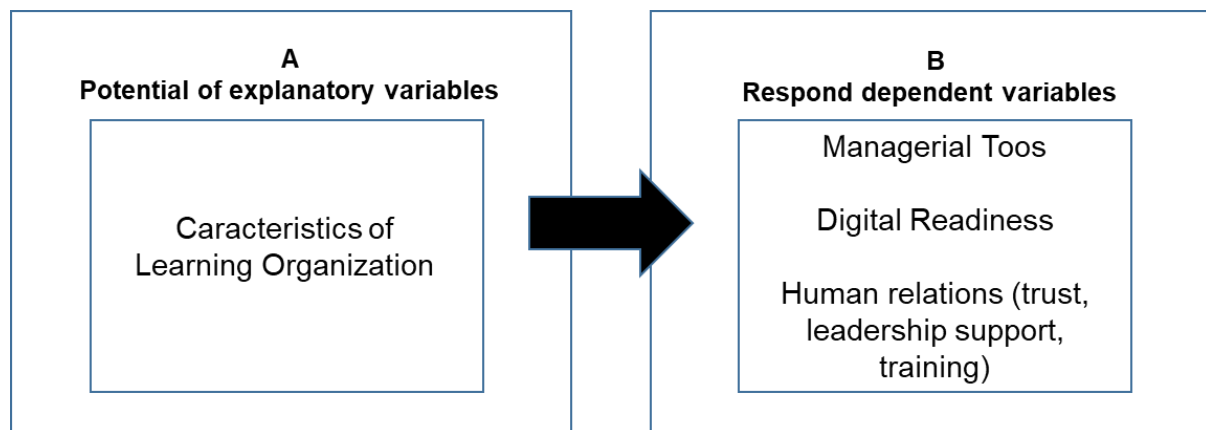 A
Potential of explanatory variables
Caracteristics of
Learning Organization
B
Respond dependent variables
Managerial Toos
Digital Readiness
Human relations (trust,
leadership support,
training)